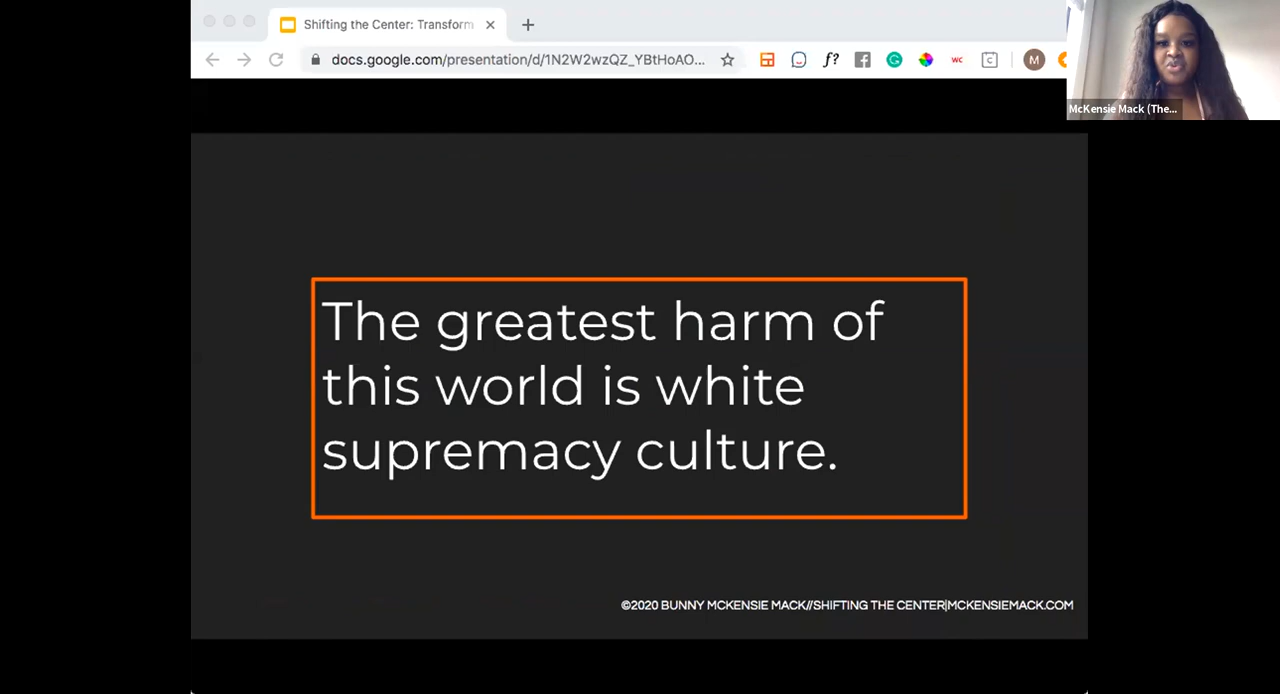 Shifting the Center: Transform
docs.google.com/presentation/d/1N2W2wzQZ_YBtHoAO...
f?
WC
C
M
McKensie Mack (The...
The greatest harm of
this world is white
supremacy culture.
©2020 BUNNY MCKENSIE MACK//SHIFTING THE CENTER|MCKENSIEMACK.COM